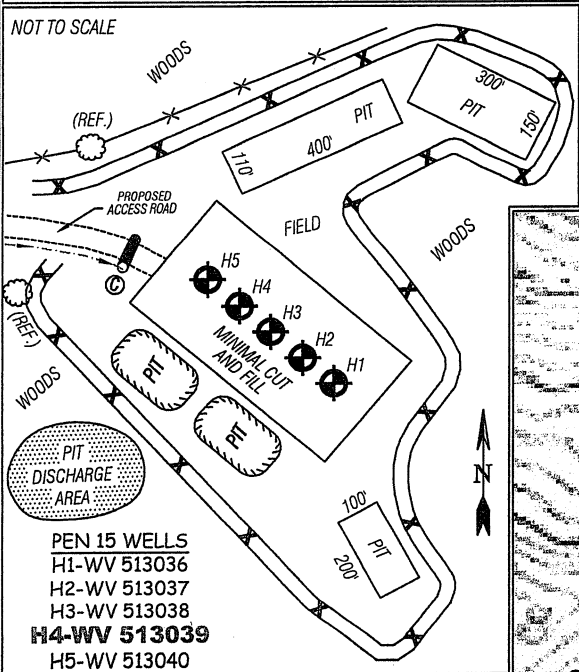 NOT TO SCALE
WOODS
(REF.)
300'
PIT
150'
PIT
400'
110'
PROPOSED
ACCESS ROAD
FIELD
WOODS
H5
H4
H3
H2
H1
MINIMAL CUT
AND FILL
C
(REF.)
WOODS
PIT
PIT
PIT
DISCHARGE
AREA
N
100'
PIT
200'
PEN 15 WELLS
H1-WV 513036
H2-WV 513037
H3-WV 513038
H4-WV 513039
H5-WV 513040